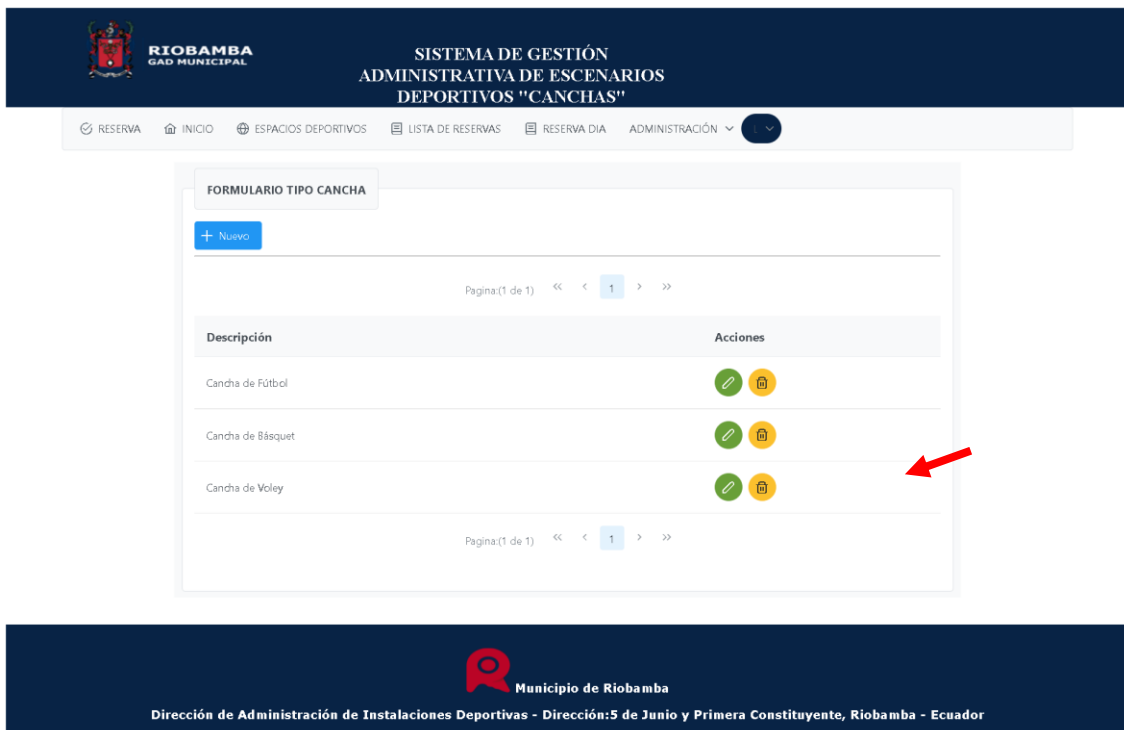 RIOBAMBA
GAD MUNICIPAL
SISTEMA DE GESTIÓN
ADMINISTRATIVA DE ESCENARIOS
DEPORTIVOS "CANCHAS"
RESERVA INICIO ESPACIOS DEPORTIVOS LISTA DE RESERVAS RESERVA DIA ADMINISTRACIÓN
FORMULARIO TIPO CANCHA
+ Nuevo
Pagina:(1 de 1) << < 1 > >>
Descripción Acciones
Cancha de Fútbol
Cancha de Básquet
Cancha de Voley
Pagina:(1 de 1) << < 1 > >>
Municipio de Riobamba
Dirección de Administración de Instalaciones Deportivas - Dirección:5 de Junio y Primera Constituyente, Riobamba - Ecuador